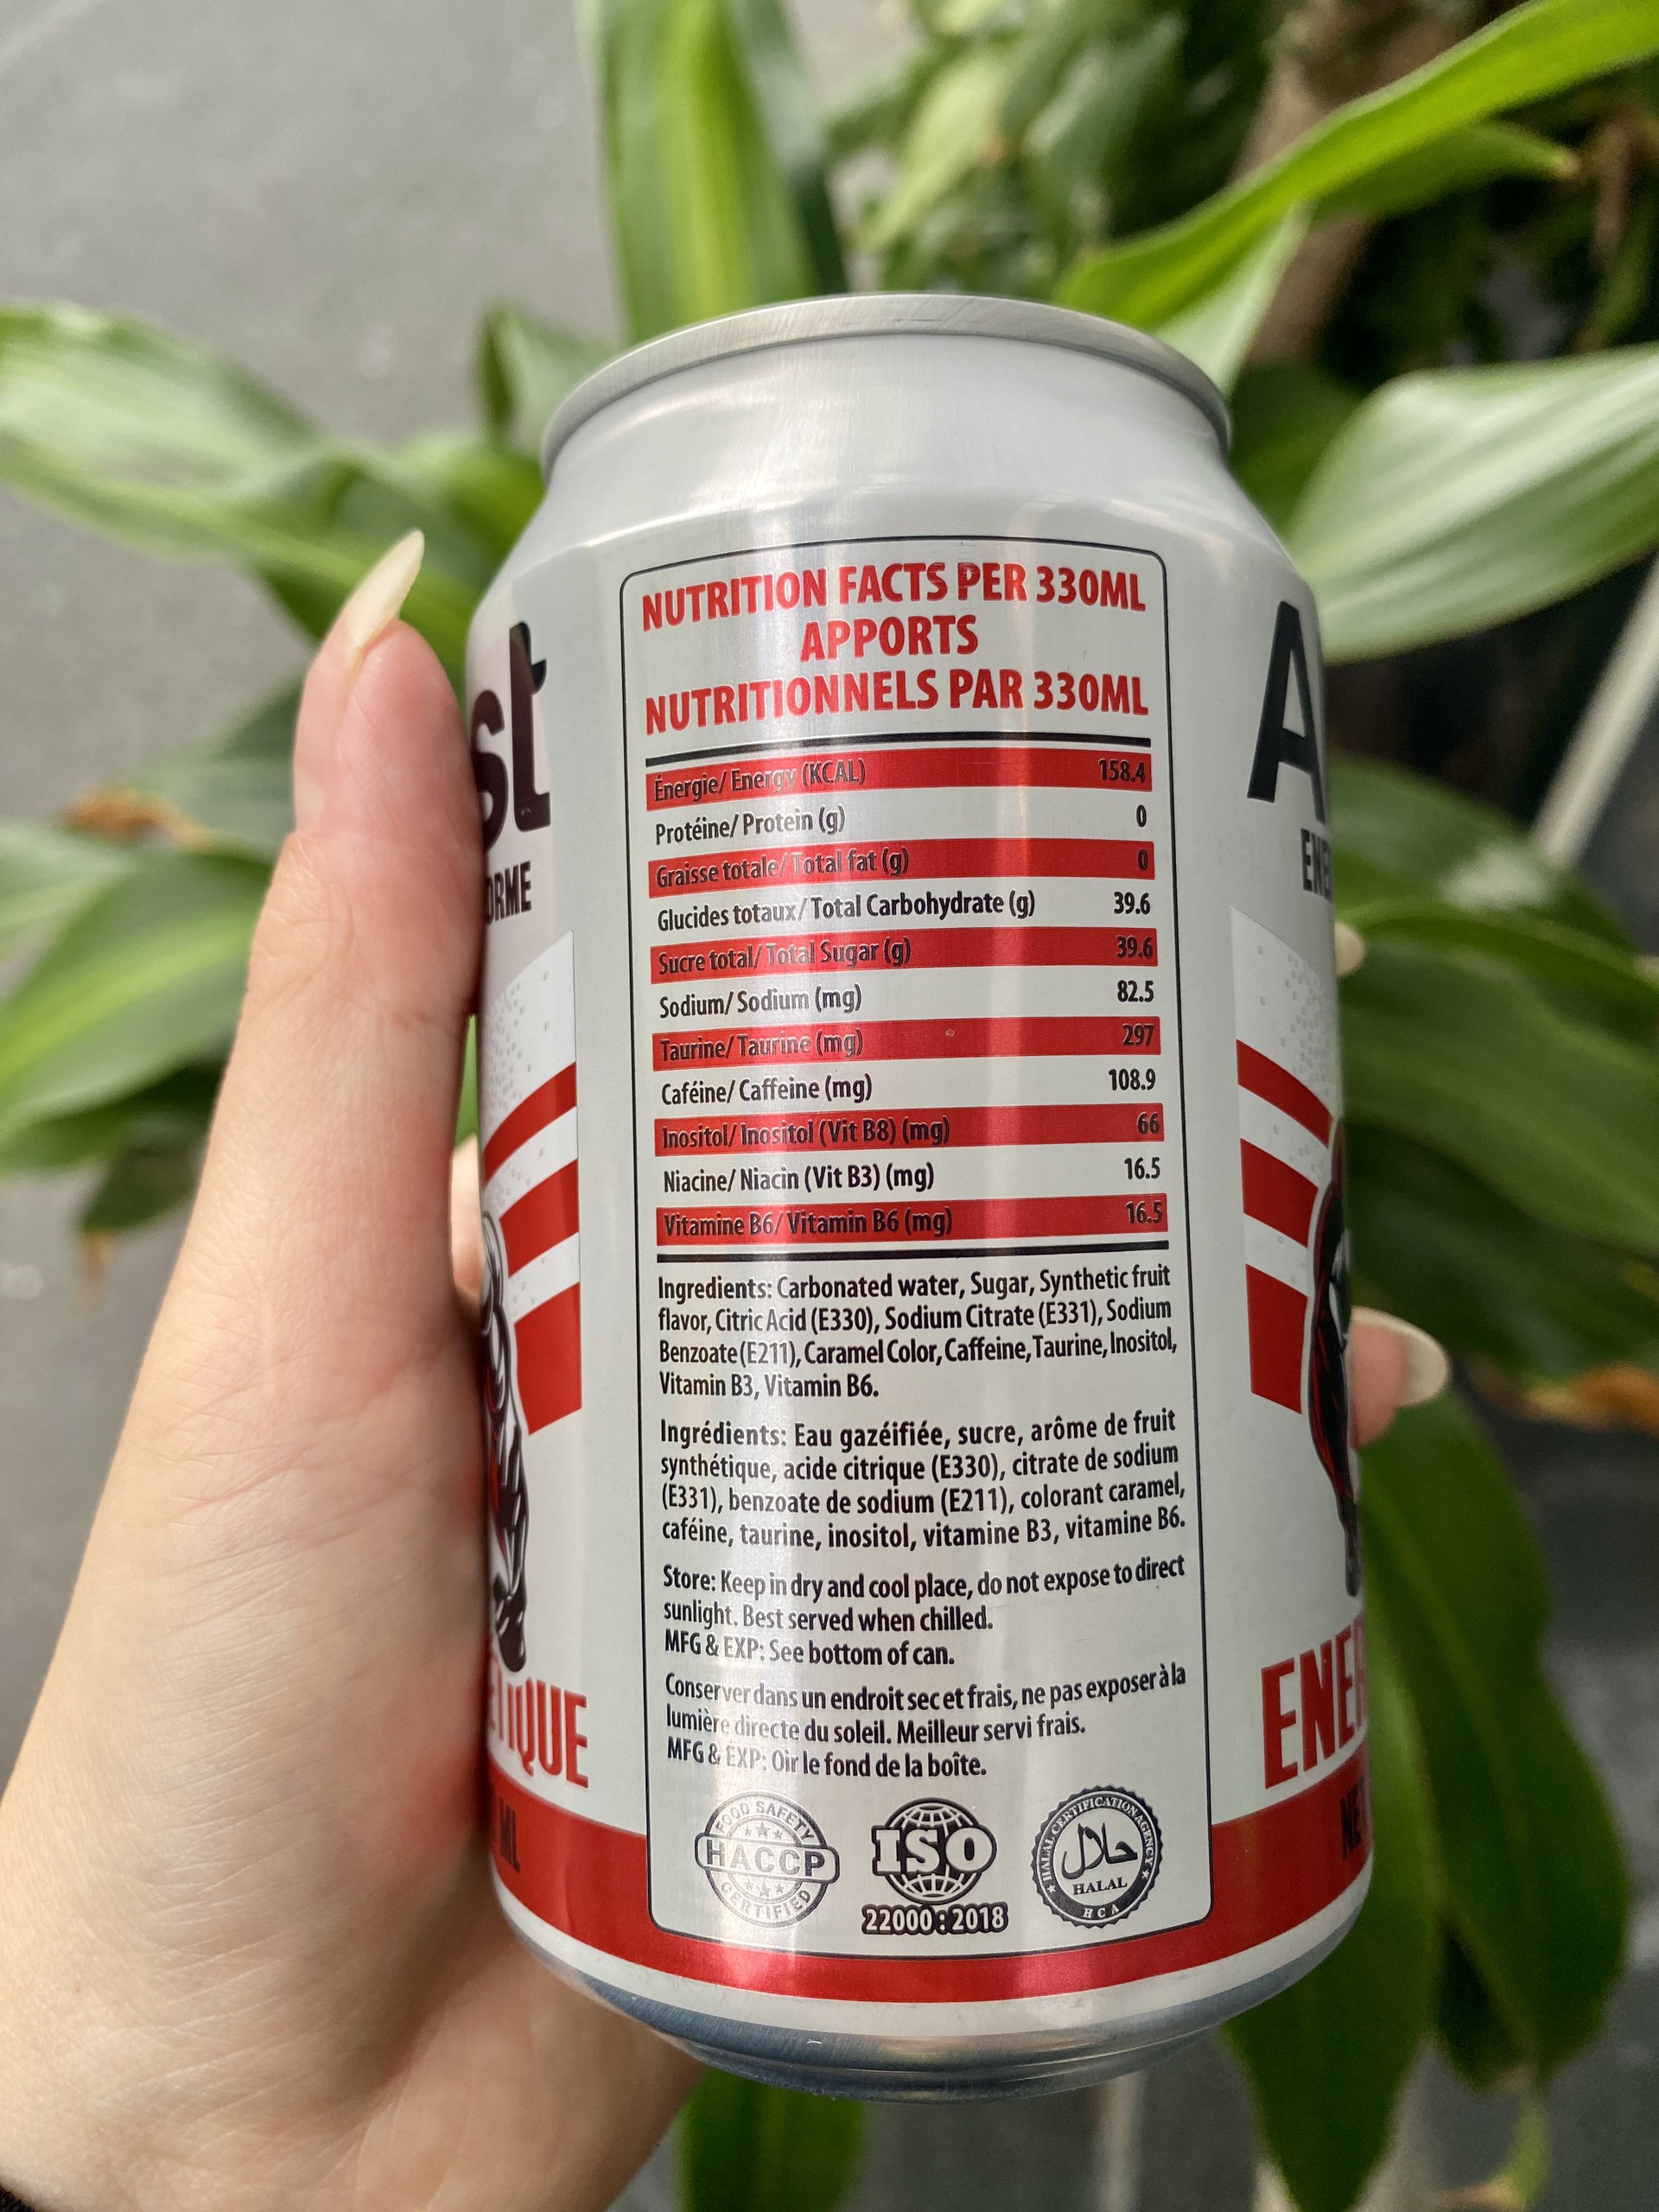 NUTRITION FACTS PER 330ML
APPORTS
NUTRITIONNELS PAR 330ML
Énergie/ Energy (KCAL) 158.4
Protéine/ Protein (g) 0
Graisse totale/ Total fat (g) 0
Glucides totaux/ Total Carbohydrate (g) 39.6
Sucre total/ Total Sugar (g) 39.6
Sodium/ Sodium (mg) 82.5
Taurine/ Taurine (mg) 297
Caféine/ Caffeine (mg) 108.9
Inositol/ Inositol (Vit B8) (mg) 66
Niacine/ Niacin (Vit B3) (mg) 16.5
Vitamine B6/ Vitamin B6 (mg) 16.5
Ingredients: Carbonated water, Sugar, Synthetic fruit
flavor, Citric Acid (E330), Sodium Citrate (E331), Sodium
Benzoate (E211), Caramel Color, Caffeine, Taurine, Inositol,
Vitamin B3, Vitamin B6.
Ingrédients: Eau gazéifiée, sucre, arôme de fruit
synthétique, acide citrique (E330), citrate de sodium
(E331), benzoate de sodium (E211), colorant caramel,
caféine, taurine, inositol, vitamine B3, vitamine B6.
Store: Keep in dry and cool place, do not expose to direct
sunlight. Best served when chilled.
MFG & EXP: See bottom of can.
Conserver dans un endroit sec et frais, ne pas exposer à la
lumière directe du soleil. Meilleur servi frais.
MFG & EXP: Oir le fond de la boîte.
FOOD SAFETY
HACCP
CERTIFIED
ISO
22000:2018
HALAL CERTIFICATION AGENCY
حلال
HALAL
HCA
st
ORME
ÉTIQUE
ML
A
ENE
ENER
NE